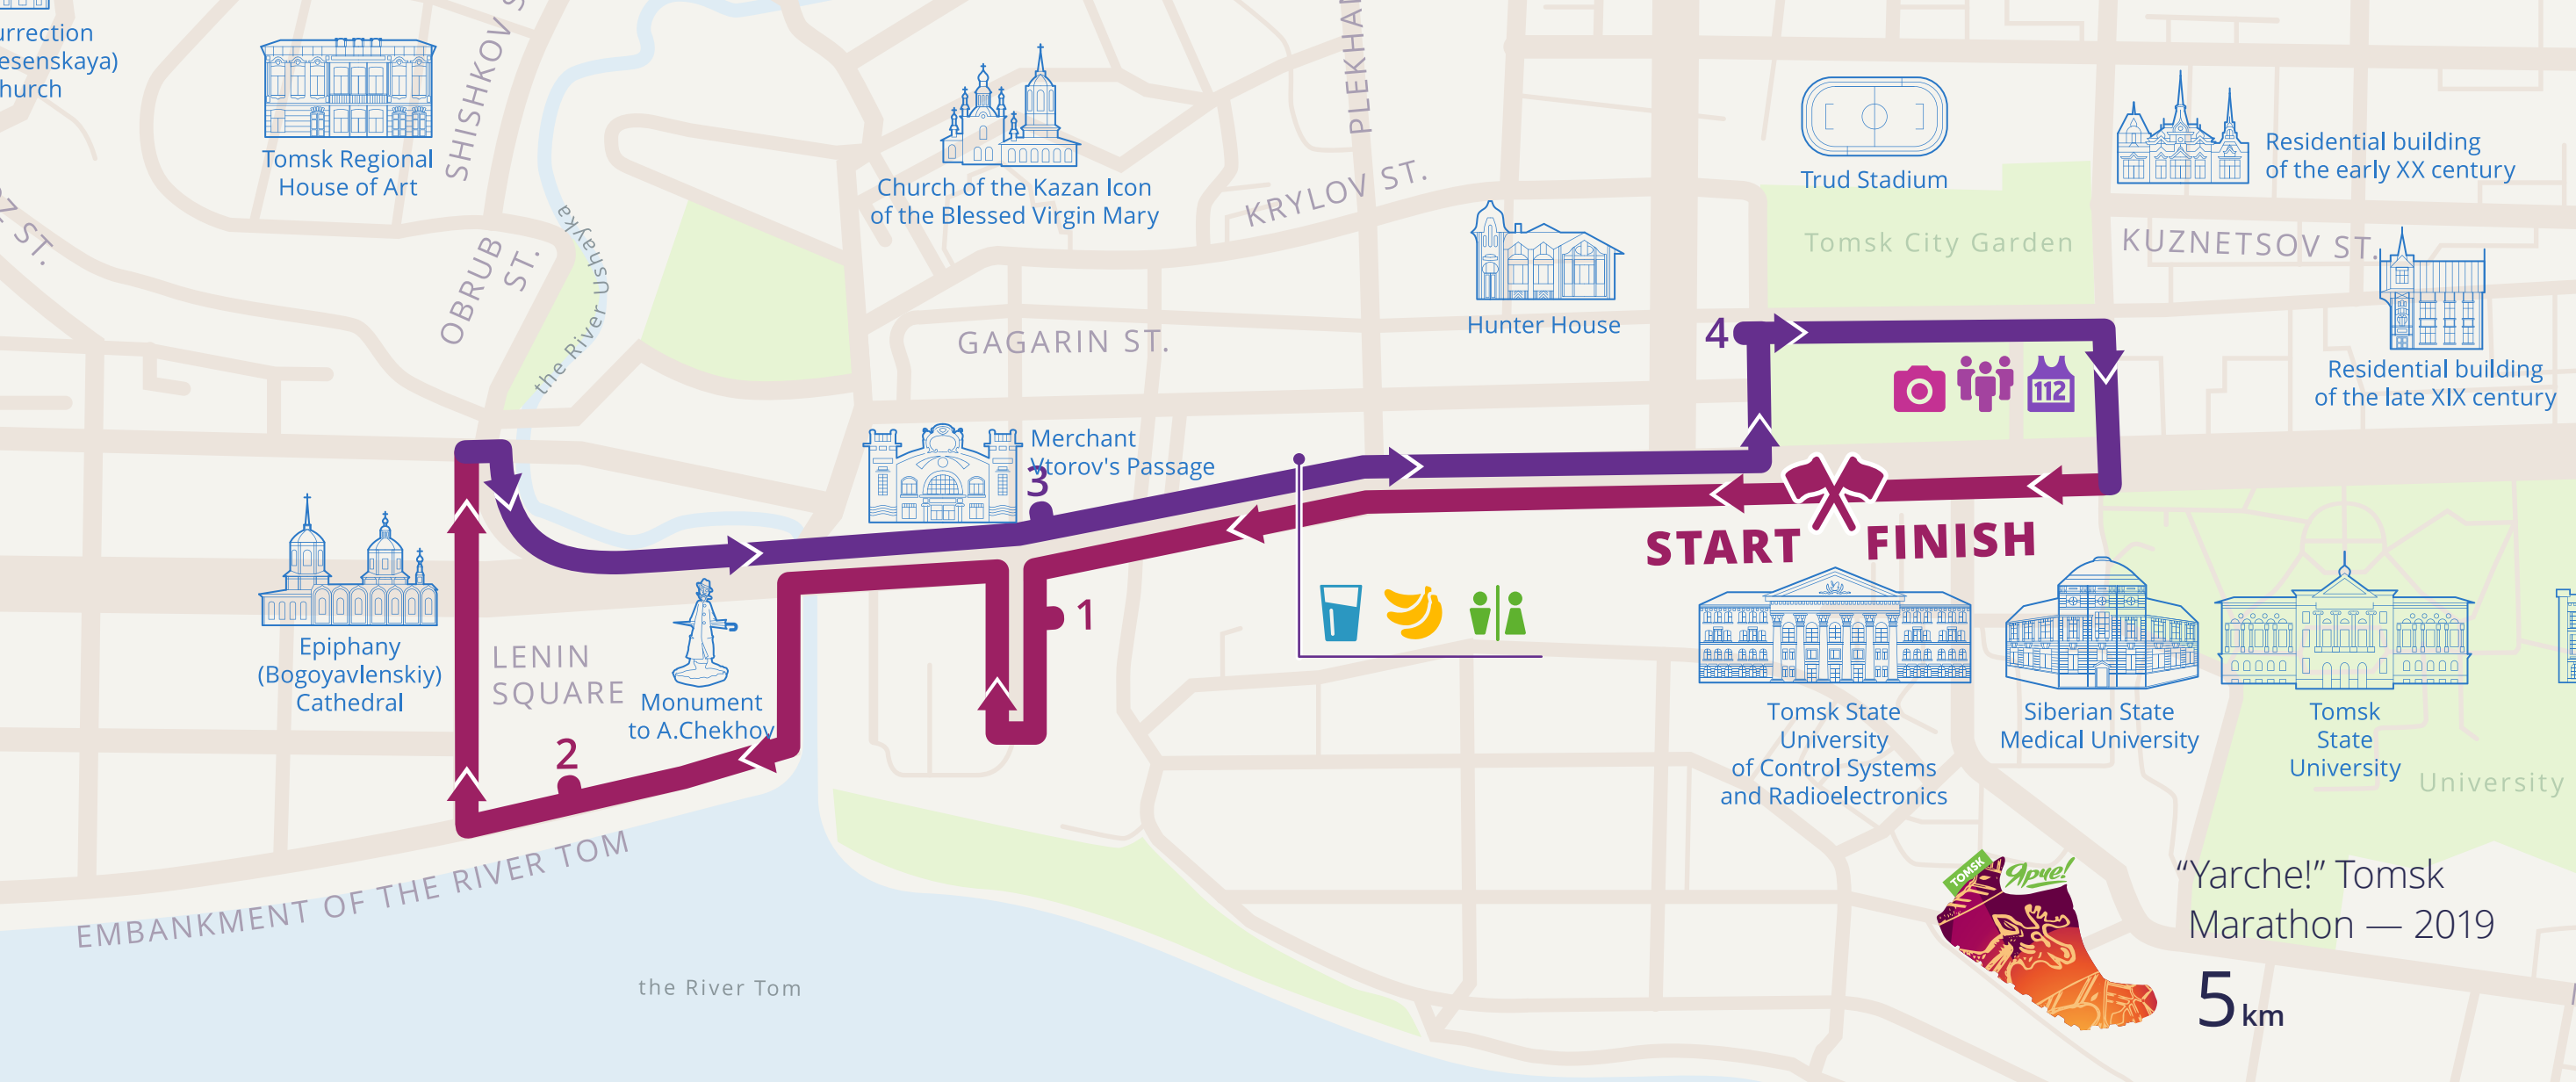 urrection
esenskaya)
hurch
Tomsk Regional
House of Art
SHISHKOV S
Church of the Kazan Icon
of the Blessed Virgin Mary
PLEKHA
KRYLOV ST.
Trud Stadium
Residential building
of the early XX century
Tomsk City Garden
KUZNETSOV ST.
Z ST.
OBRUB
ST.
the River Ushayka
GAGARIN ST.
Hunter House
4
112
Residential building
of the late XIX century
Merchant
Vtorov's Passage
3
START FINISH
1
Epiphany
(Bogoyavlenskiy)
Cathedral
LENIN
SQUARE
Monument
to A.Chekhov
2
Tomsk State
University
of Control Systems
and Radioelectronics
Siberian State
Medical University
Tomsk
State
University
University
EMBANKMENT OF THE RIVER TOM
the River Tom
TOMSK
Ярче!
“Yarche!” Tomsk
Marathon — 2019
5 km